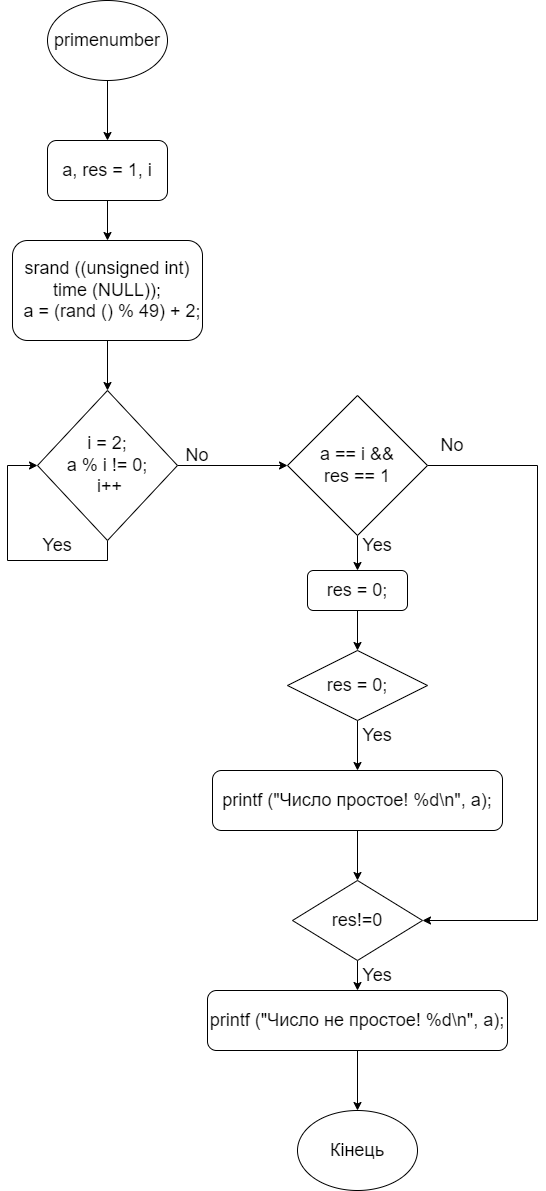 primenumber
a, res = 1, i
srand ((unsigned int)
time (NULL));
a = (rand () % 49) + 2;
i = 2;
a % i != 0;
i++
No
Yes
a == i &&
res == 1
No
Yes
res = 0;
res = 0;
Yes
printf ("Число простое! %d\n", a);
res!=0
Yes
printf ("Число не простое! %d\n", a);
Кінець